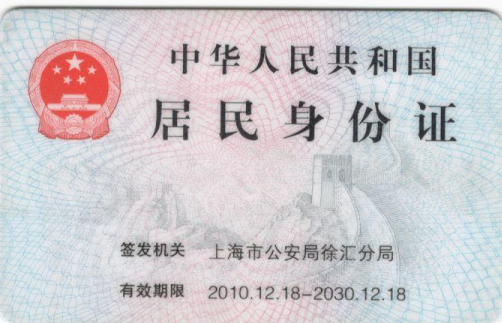 中华人民共和国
居民身份证
签发机关 上海市公安局徐汇分局
有效期限 2010.12.18-2030.12.18